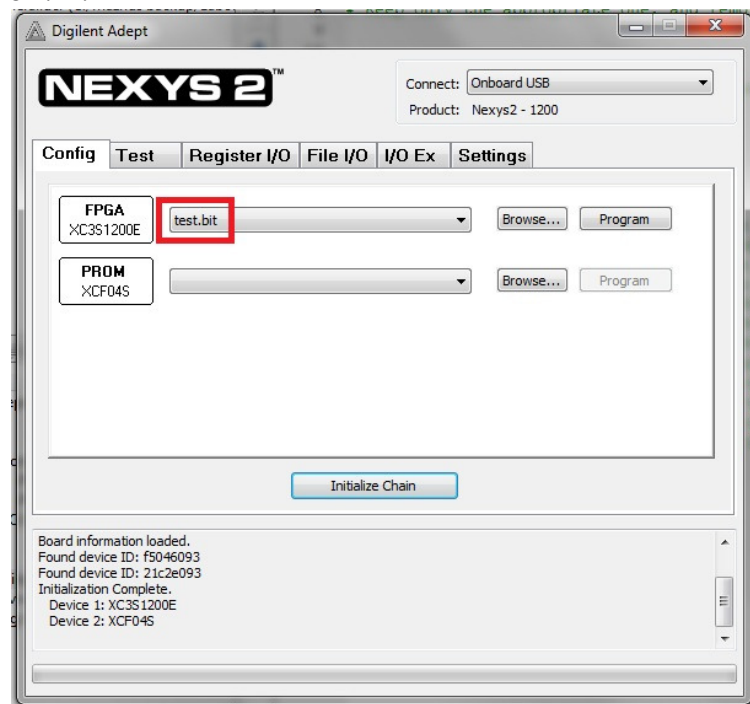 Digilent Adept
NEXYS 2™
Connect: Onboard USB
Product: Nexys2 - 1200
Config Test Register I/O File I/O I/O Ex Settings
FPGA
XC3S1200E
test.bit
Browse... Program
PROM
XCF04S
Browse... Program
Initialize Chain
Board information loaded.
Found device ID: f5046093
Found device ID: 21c2e093
Initialization Complete.
Device 1: XC3S1200E
Device 2: XCF04S